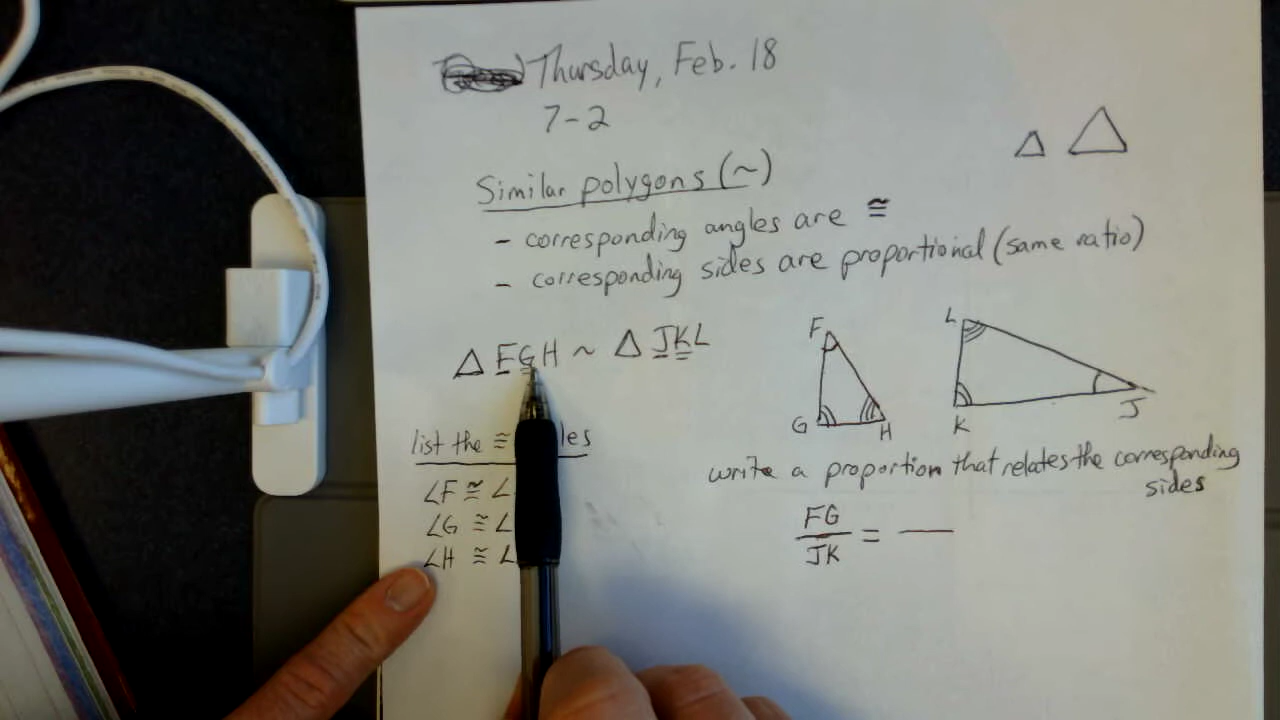 Thursday, Feb. 18
7-2
Similar polygons (~)
- corresponding angles are ≅
- corresponding sides are proportional (same ratio)
△ FGH ~ △ JKL
F
G
H
L
K
J
list the ≅
∠F ≅ ∠
∠G ≅ ∠
∠H ≅ ∠
write a proportion that relates the corresponding
sides
FG
JK
= —